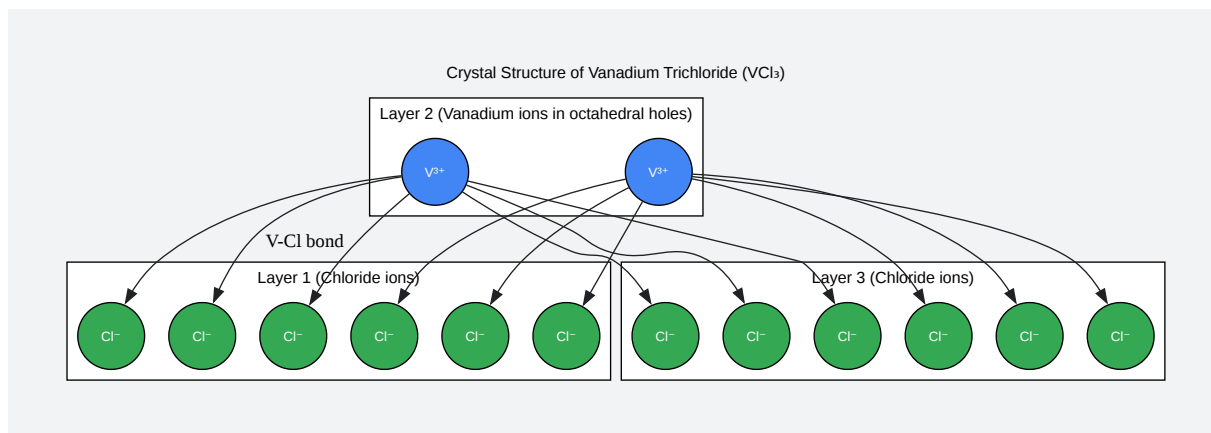 Crystal Structure of Vanadium Trichloride (VCl₃)
Layer 2 (Vanadium ions in octahedral holes)
V³⁺ V³⁺
V-Cl bond
Layer 1 (Chloride ions) Layer 3 (Chloride ions)
Cl⁻ Cl⁻ Cl⁻ Cl⁻ Cl⁻ Cl⁻ Cl⁻ Cl⁻ Cl⁻ Cl⁻ Cl⁻ Cl⁻